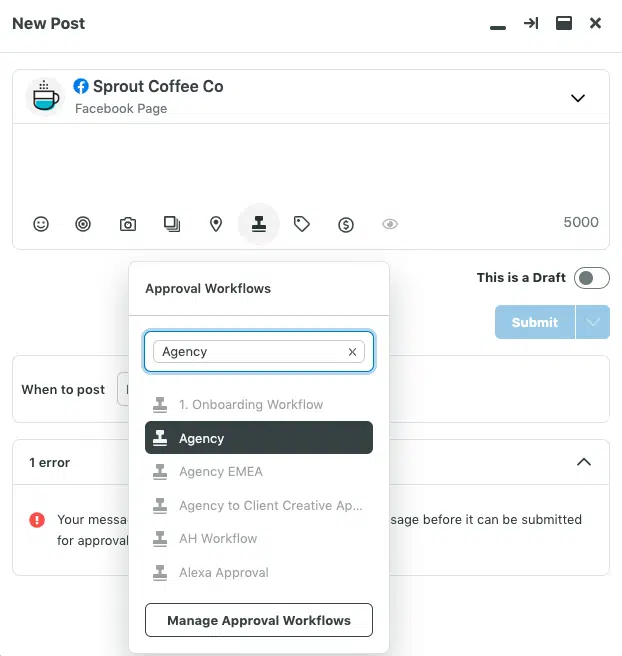 New Post
Sprout Coffee Co
Facebook Page
5000
This is a Draft
Submit
Approval Workflows
Agency
1. Onboarding Workflow
Agency
Agency EMEA
Agency to Client Creative Ap...
AH Workflow
Alexa Approval
Manage Approval Workflows
When to post
1 error
Your messa sage before it can be submitted
for approval